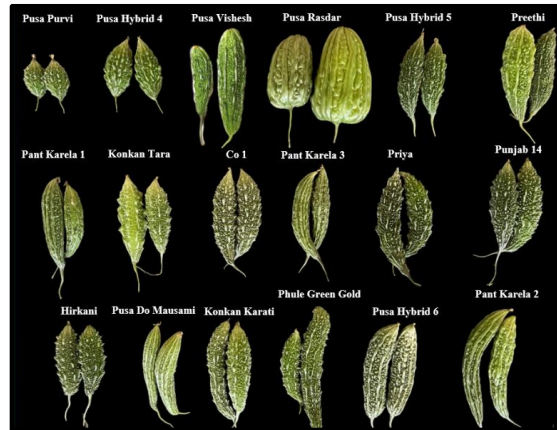 Pusa Purvi
Pusa Hybrid 4
Pusa Vishesh
Pusa Rasdar
Pusa Hybrid 5
Preethi
Pant Karela 1
Konkan Tara
Co 1
Pant Karela 3
Priya
Punjab 14
Hirkani
Pusa Do Mausami
Konkan Karati
Phule Green Gold
Pusa Hybrid 6
Pant Karela 2